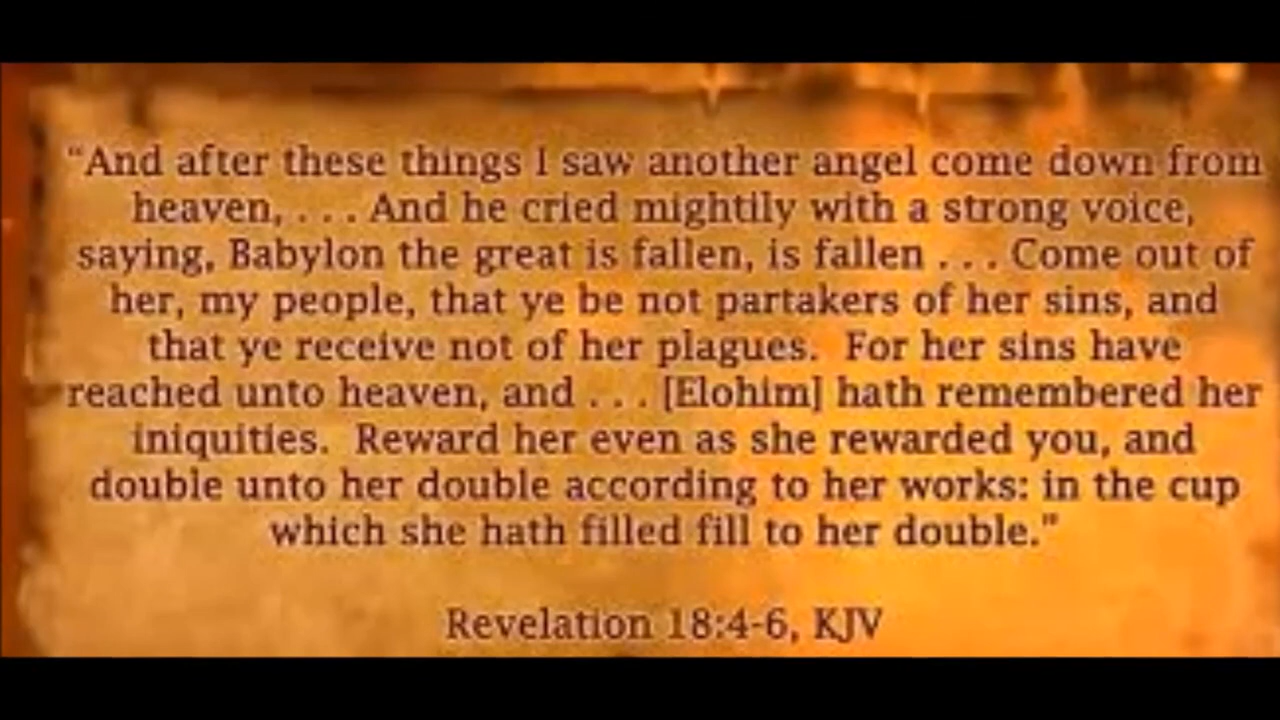 “And after these things I saw another angel come down from
heaven, . . . And he cried mightily with a strong voice,
saying, Babylon the great is fallen, is fallen . . . Come out of
her, my people, that ye be not partakers of her sins, and
that ye receive not of her plagues.  For her sins have
reached unto heaven, and . . . [Elohim] hath remembered her
iniquities.  Reward her even as she rewarded you, and
double unto her double according to her works: in the cup
which she hath filled fill to her double.”
Revelation 18:4-6, KJV